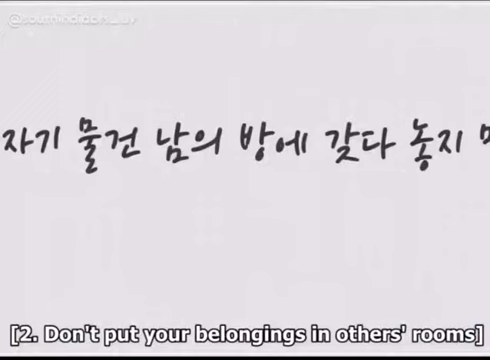 자기 물건 남의 방에 갖다 놓지
[2. Don't put your belongings in others' rooms]